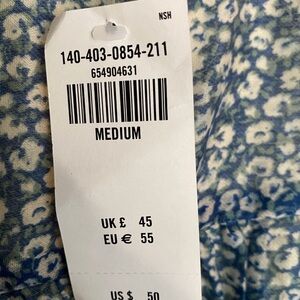 NSH
140-403-0854-211
654904631
MEDIUM
UK £ 45
EU € 55
US $ 50